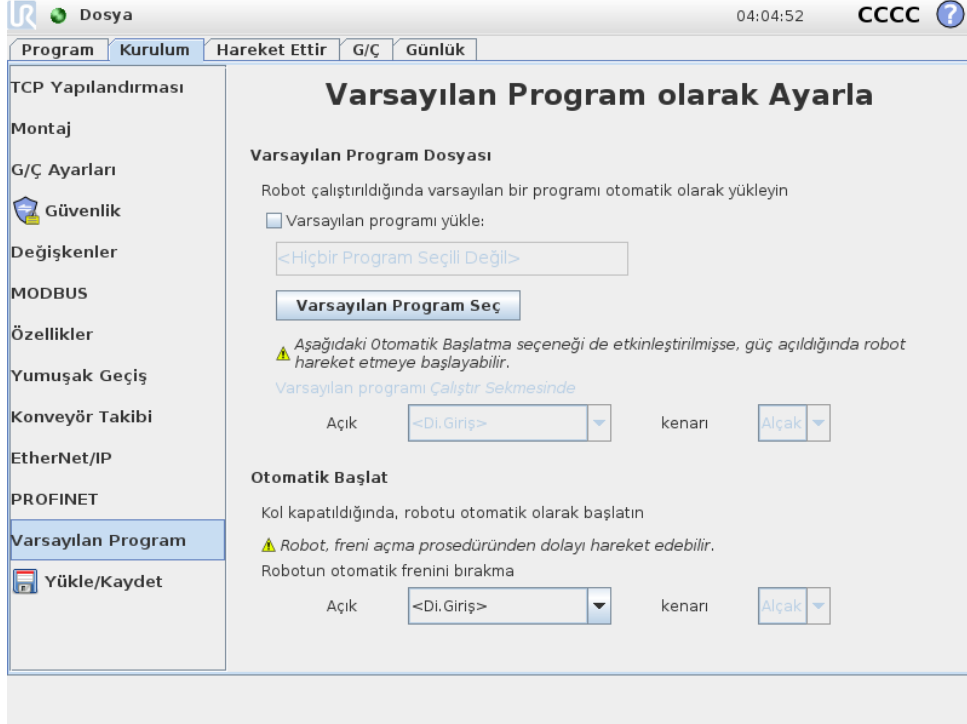 UR Dosya 04:04:52 CCCC ?
Program Kurulum Hareket Ettir G/Ç Günlük
TCP Yapılandırması
Montaj
G/Ç Ayarları
Güvenlik
Değişkenler
MODBUS
Özellikler
Yumuşak Geçiş
Konveyör Takibi
EtherNet/IP
PROFINET
Varsayılan Program
Yükle/Kaydet
Varsayılan Program olarak Ayarla
Varsayılan Program Dosyası
Robot çalıştırıldığında varsayılan bir programı otomatik olarak yükleyin
Varsayılan programı yükle:
<Hiçbir Program Seçili Değil>
Varsayılan Program Seç
Aşağıdaki Otomatik Başlatma seçeneği de etkinleştirilmişse, güç açıldığında robot
hareket etmeye başlayabilir.
Varsayılan programı Çalıştır Sekmesinde
Açık <Di.Giriş> kenarı Alçak
Otomatik Başlat
Kol kapatıldığında, robotu otomatik olarak başlatın
Robot, freni açma prosedüründen dolayı hareket edebilir.
Robotun otomatik frenini bırakma
Açık <Di.Giriş> kenarı Alçak